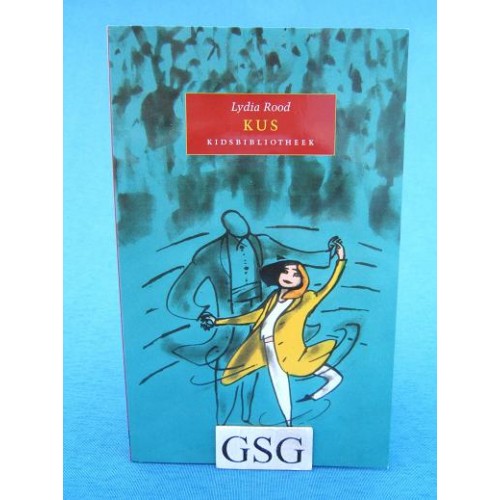 Lydia Rood
KUS
KIDSBIBLIOTHEEK
GSG